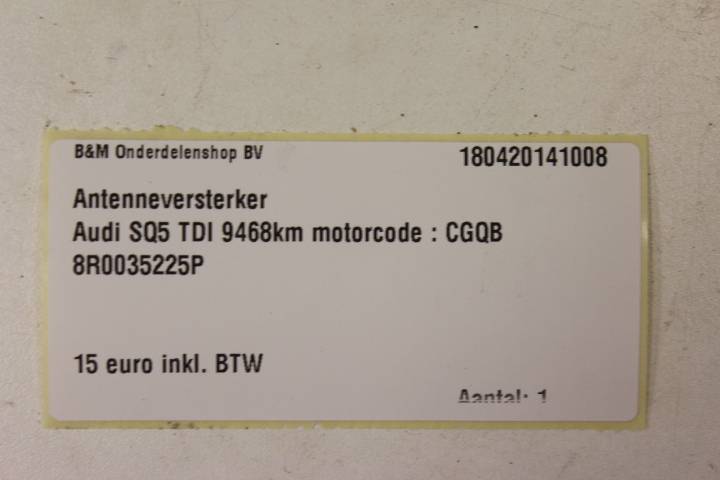 B&M Onderdelenshop BV 180420141008
Antenneversterker
Audi SQ5 TDI 9468km motorcode : CGQB
8R0035225P
15 euro inkl. BTW
Aantal: 1